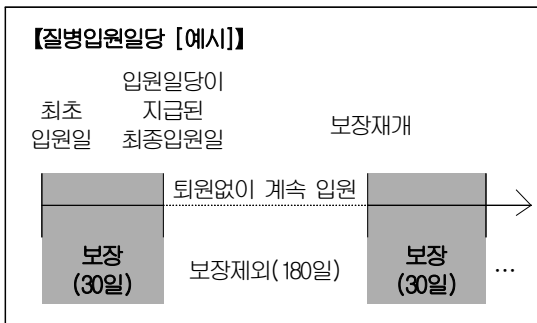 【질병입원일당 [예시]】
최초
입원일
입원일당이
지급된
최종입원일
보장재개
퇴원없이 계속 입원
보장
(30일)
보장제외(180일)
보장
(30일)
…